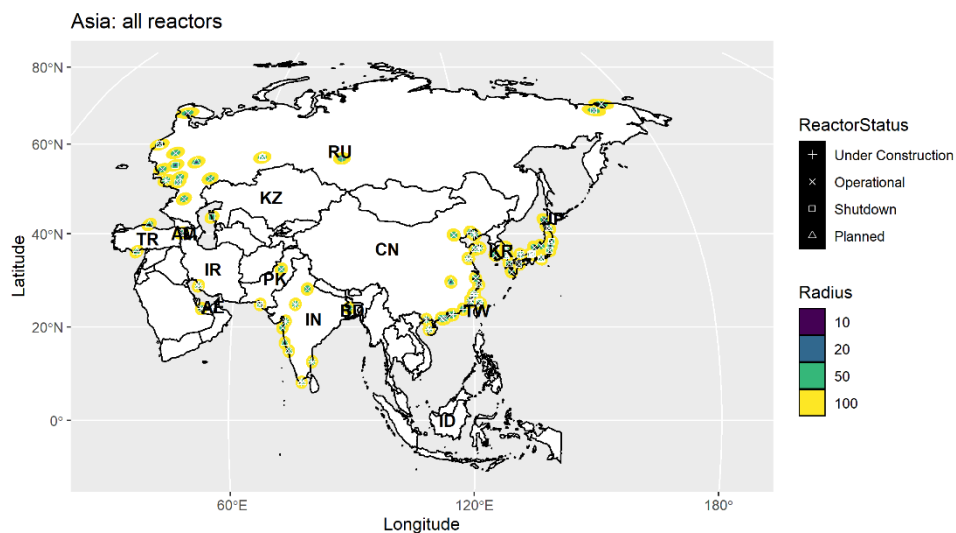 Asia: all reactors
80°N
60°N
40°N
20°N
0°
Latitude
RU
KZ
TR
AM
CN
KR
JP
IR
PK
AE
IN
BD
TW
ID
60°E
120°E
180°
Longitude
ReactorStatus
Under Construction
Operational
Shutdown
Planned
Radius
10
20
50
100